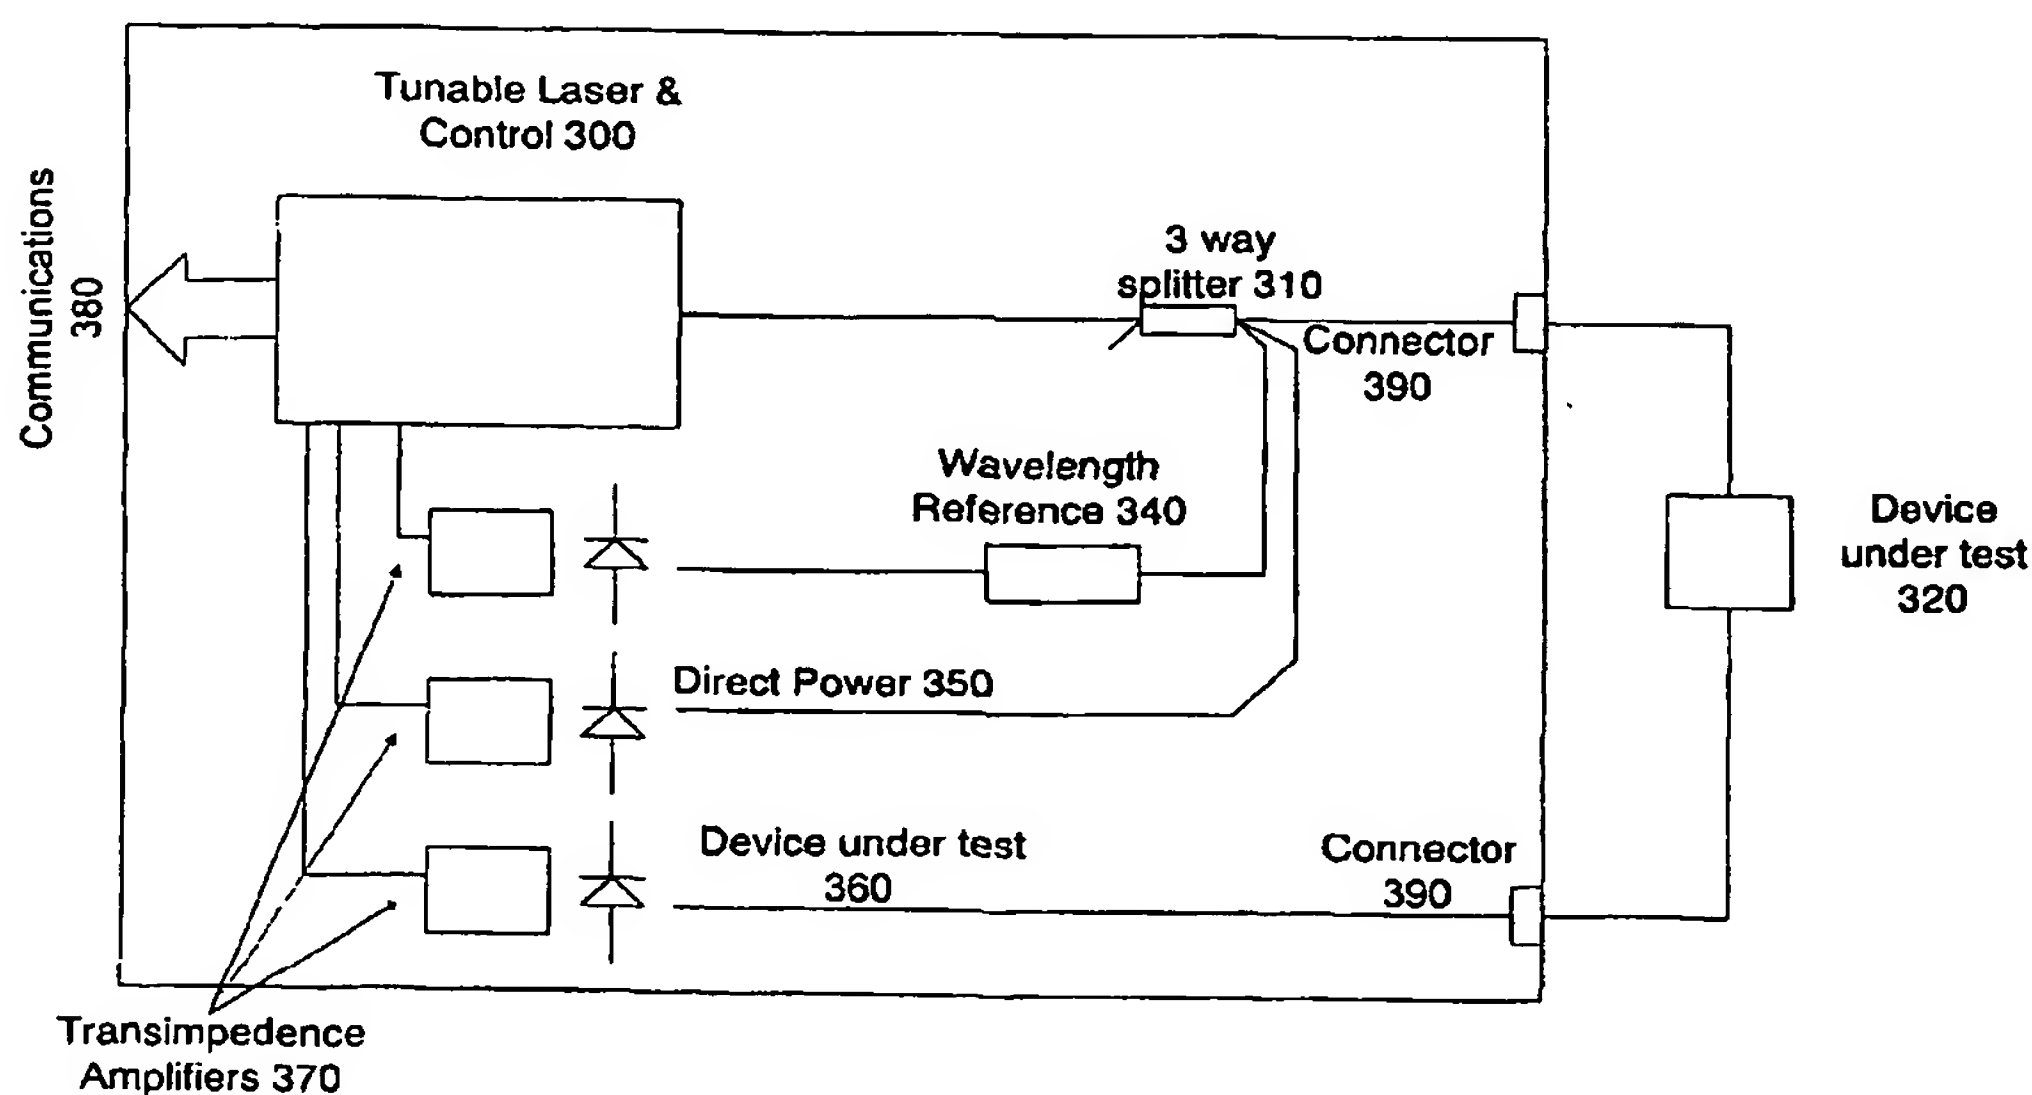 Tunable Laser &
Control 300
Communications
380
3 way
splitter 310
Connector
390
Wavelength
Reference 340
Device
under test
320
Direct Power 350
Device under test
360
Connector
390
Transimpedence
Amplifiers 370